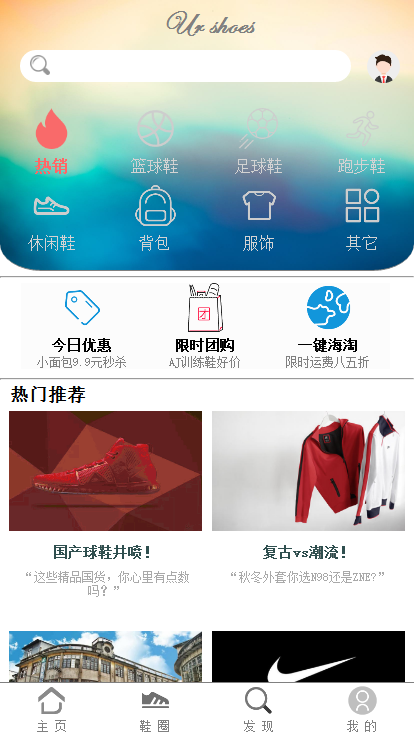 Ur shoes
热销 篮球鞋 足球鞋 跑步鞋
休闲鞋 背包 服饰 其它
团
今日优惠 限时团购 一键海淘
小面包9.9元秒杀 AJ训练鞋好价 限时运费八五折
热门推荐
国产球鞋井喷！ 复古vs潮流！
“这些精品国货，你心里有点数 “秋冬外套你选N98还是ZNE?”
吗？”
主页 鞋圈 发现 我的